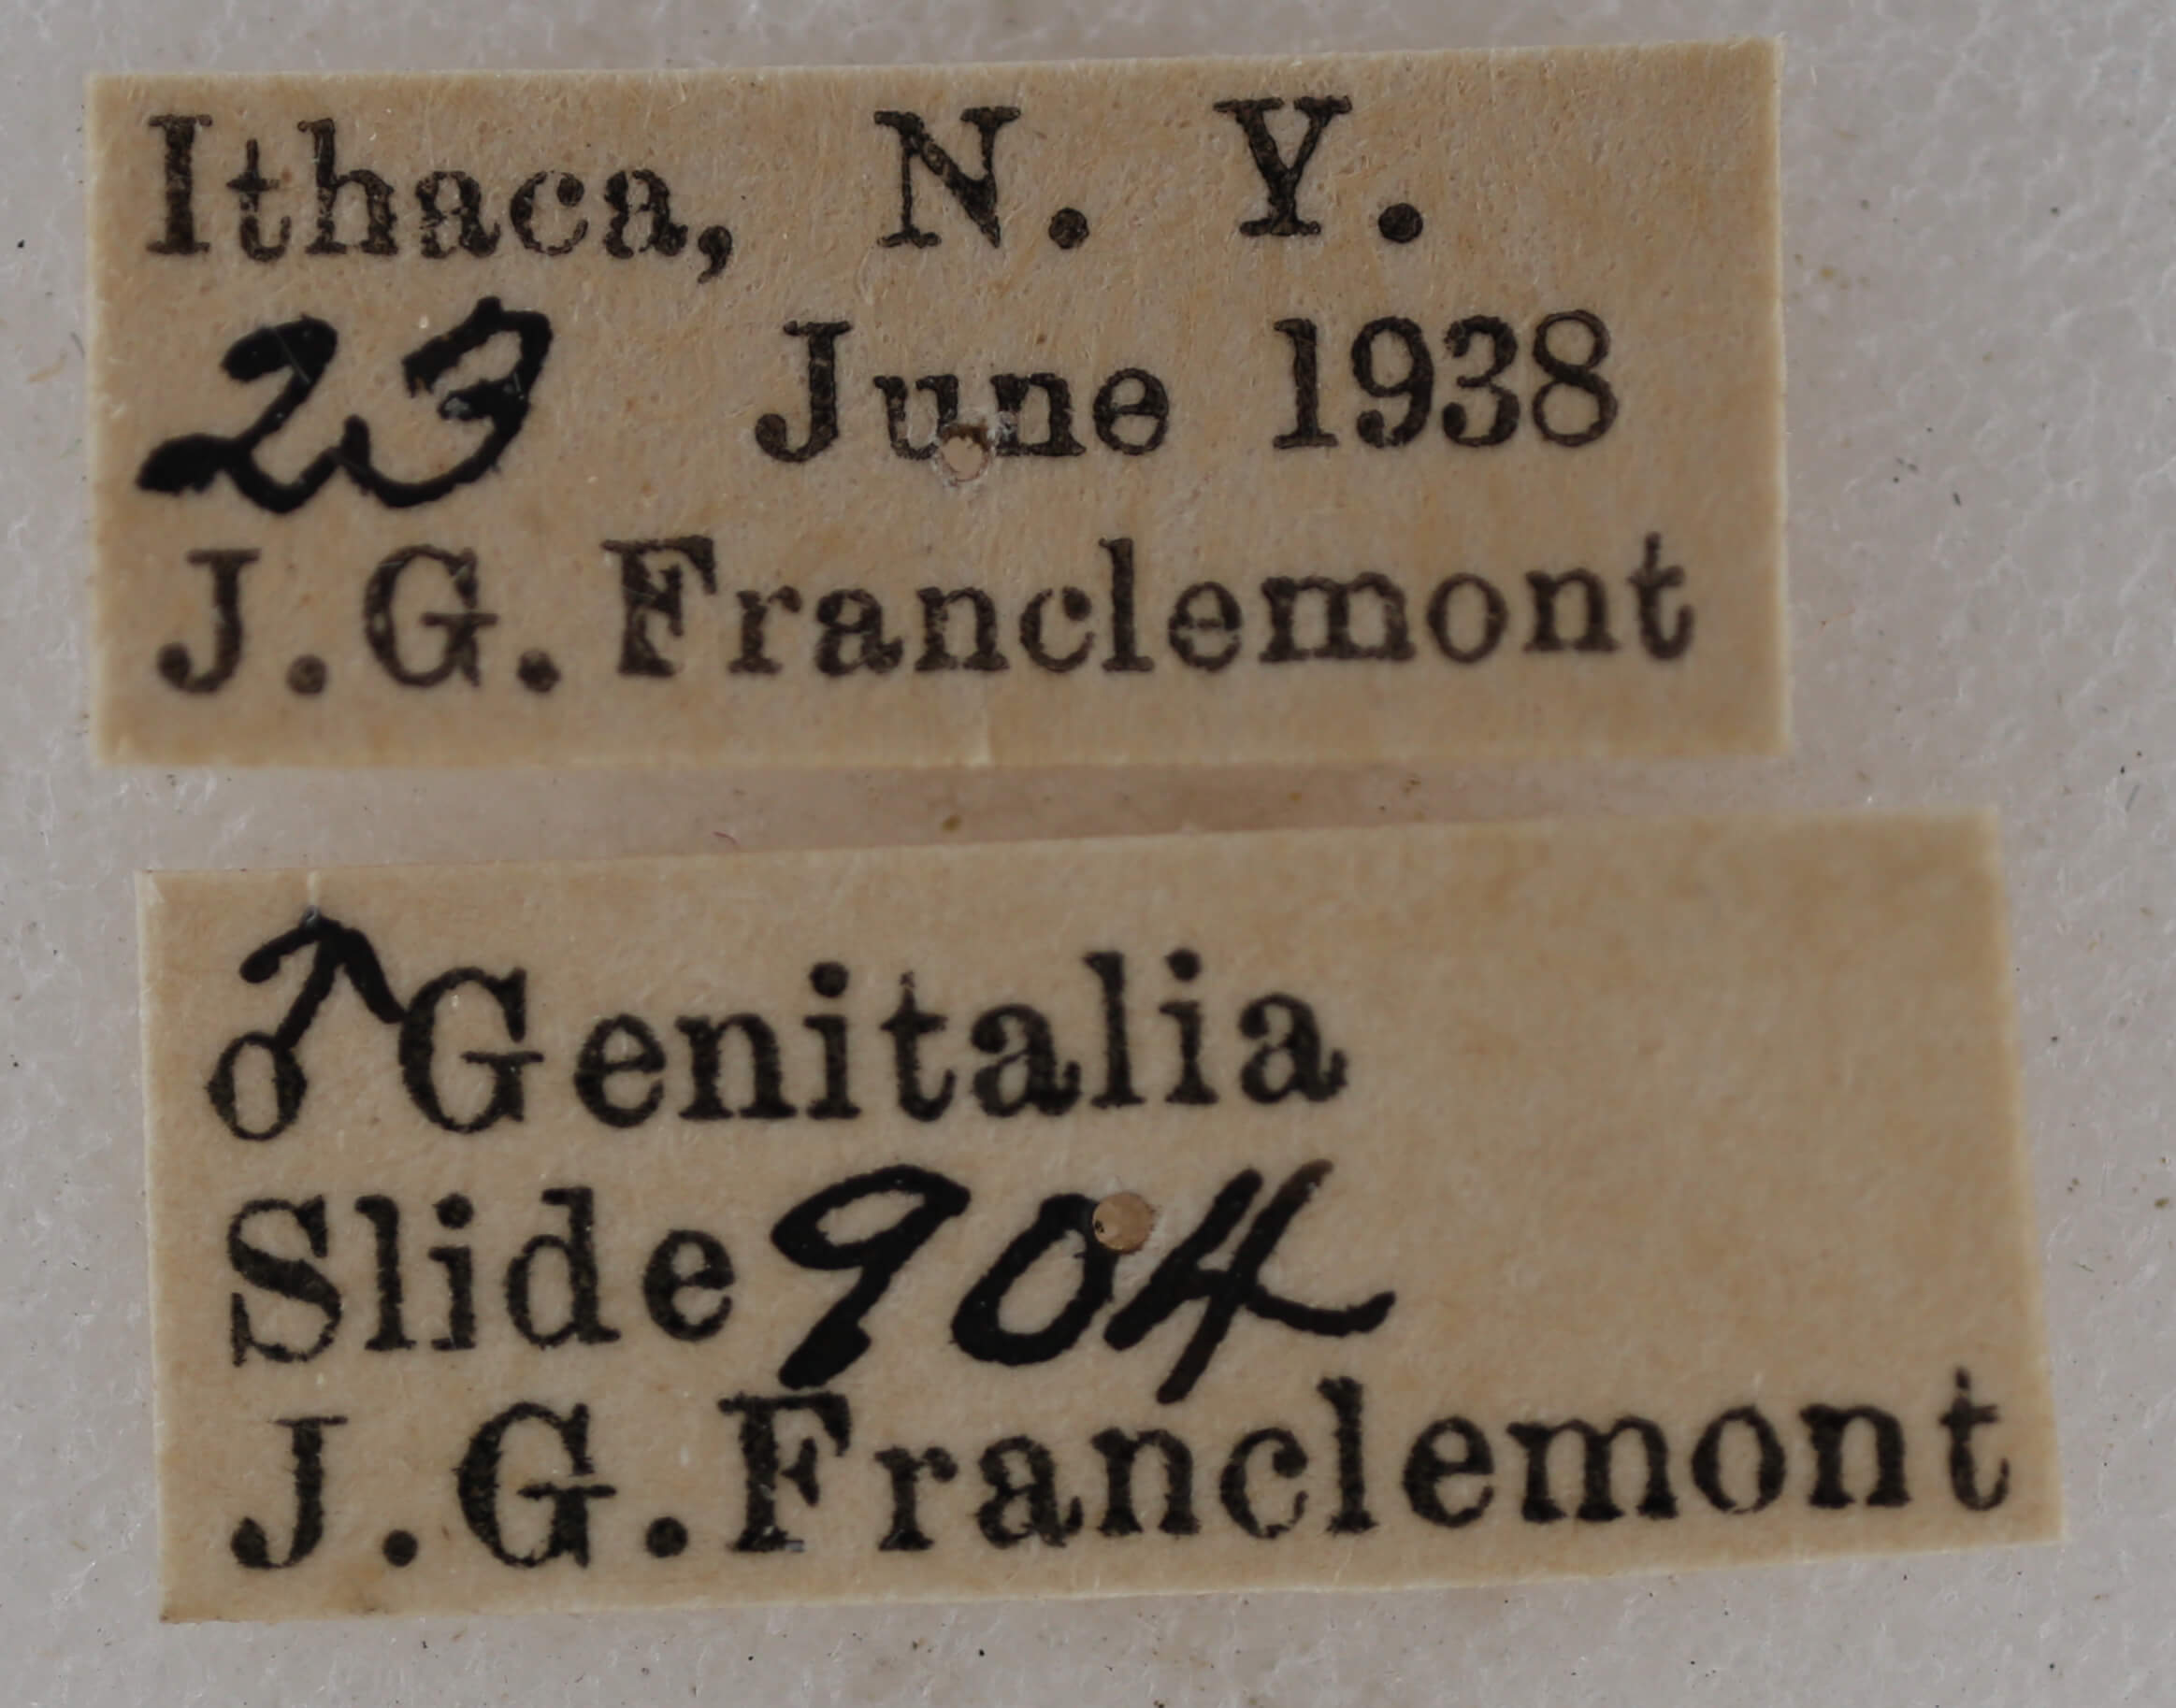 Ithaca, N. Y.
23 June 1938
J.G. Franclemont
♂ Genitalia
Slide 904
J.G. Franclemont